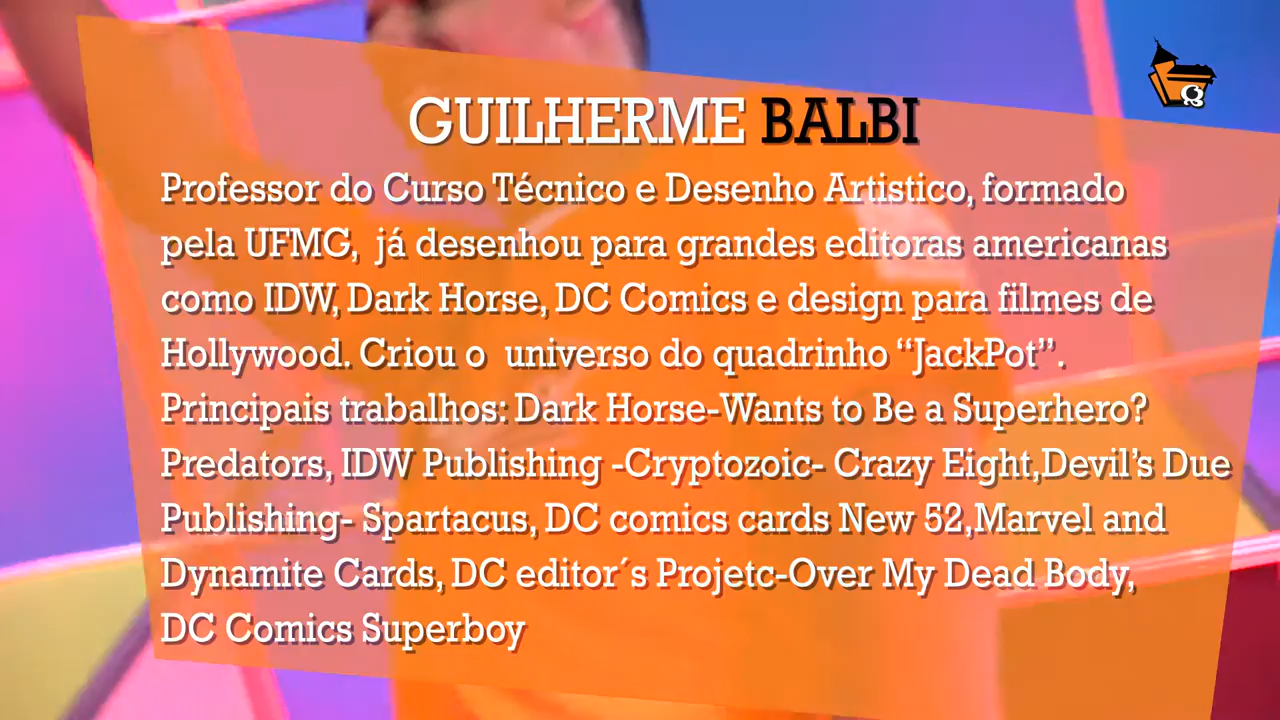 GUILHERME BALBI
Professor do Curso Técnico e Desenho Artistico, formado
pela UFMG, já desenhou para grandes editoras americanas
como IDW, Dark Horse, DC Comics e design para filmes de
Hollywood. Criou o universo do quadrinho “JackPot”.
Principais trabalhos: Dark Horse-Wants to Be a Superhero?
Predators, IDW Publishing -Cryptozoic- Crazy Eight,Devil’s Due
Publishing- Spartacus, DC comics cards New 52,Marvel and
Dynamite Cards, DC editor´s Projetc-Over My Dead Body,
DC Comics Superboy